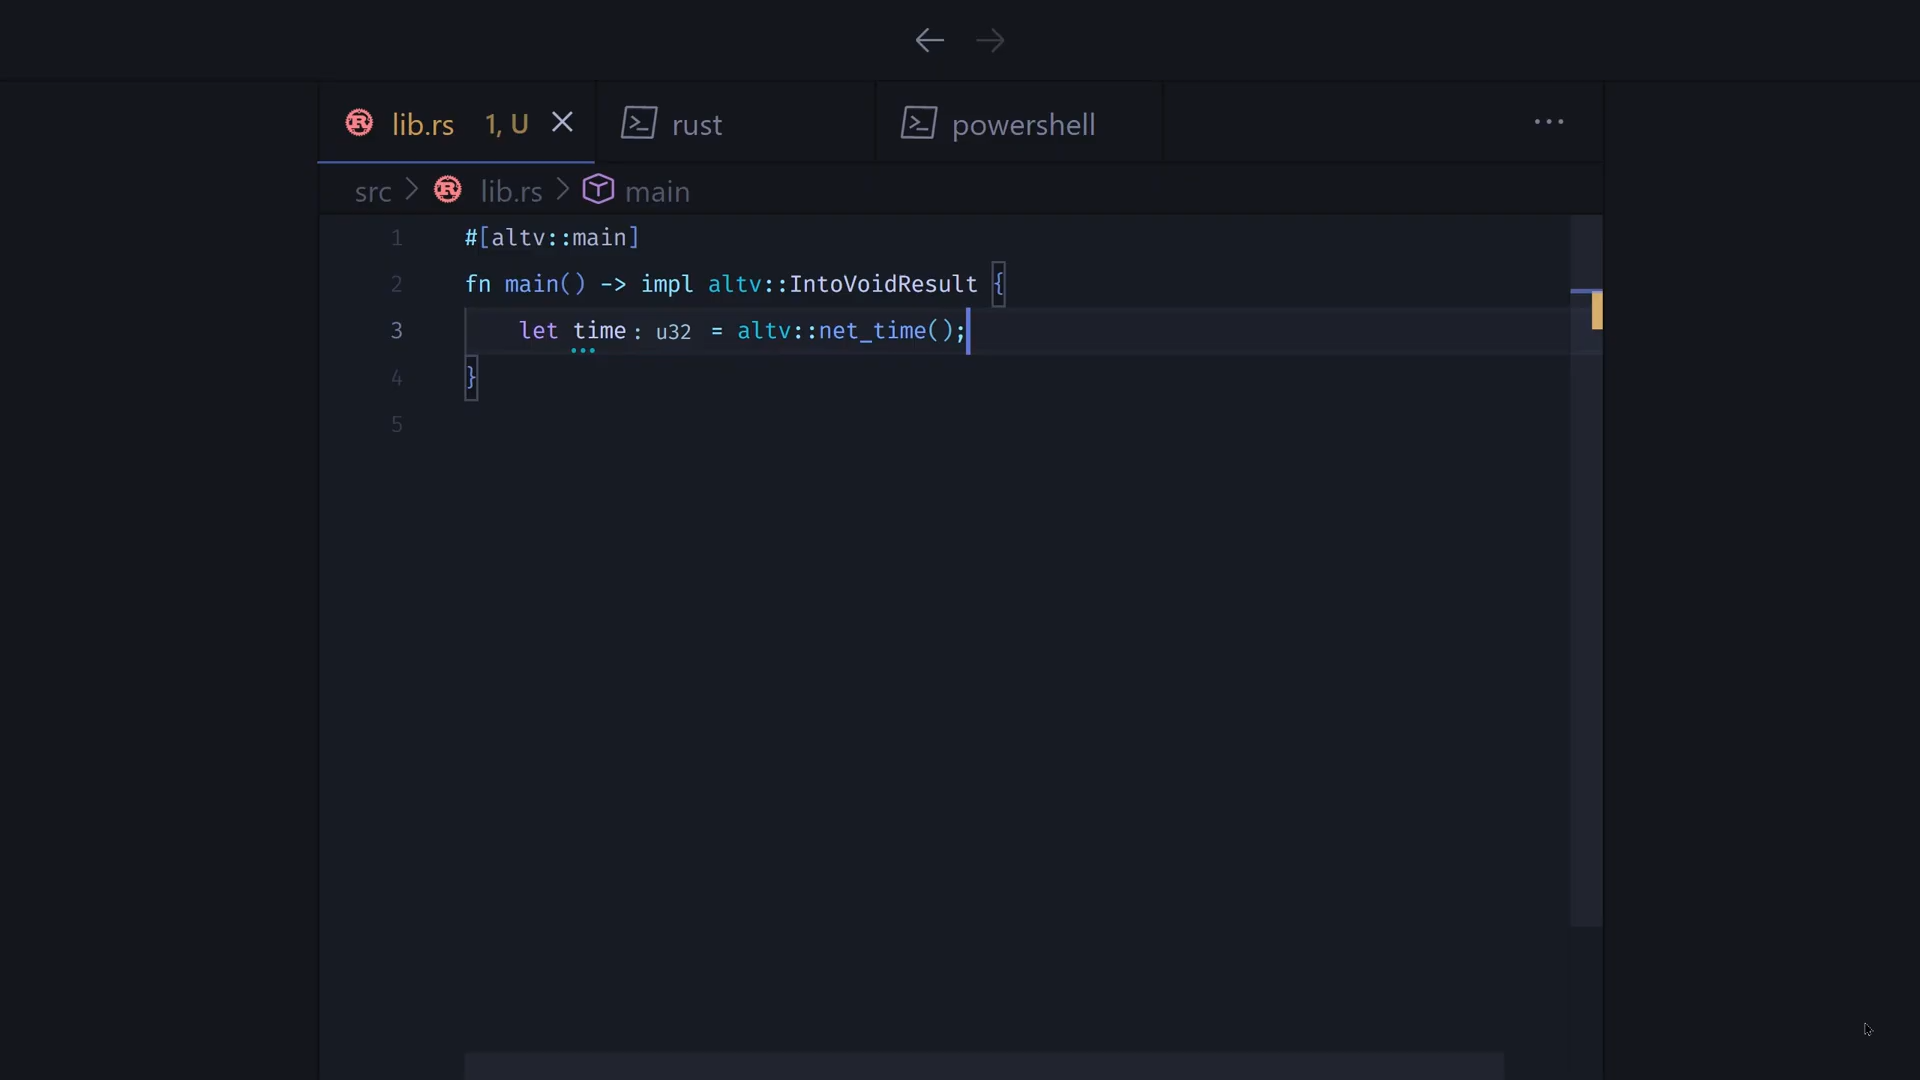 lib.rs 1, U rust powershell
src > lib.rs > main
1 #[altv::main]
2 fn main() -> impl altv::IntoVoidResult {
3 let time: u32 = altv::net_time();
4 }
5